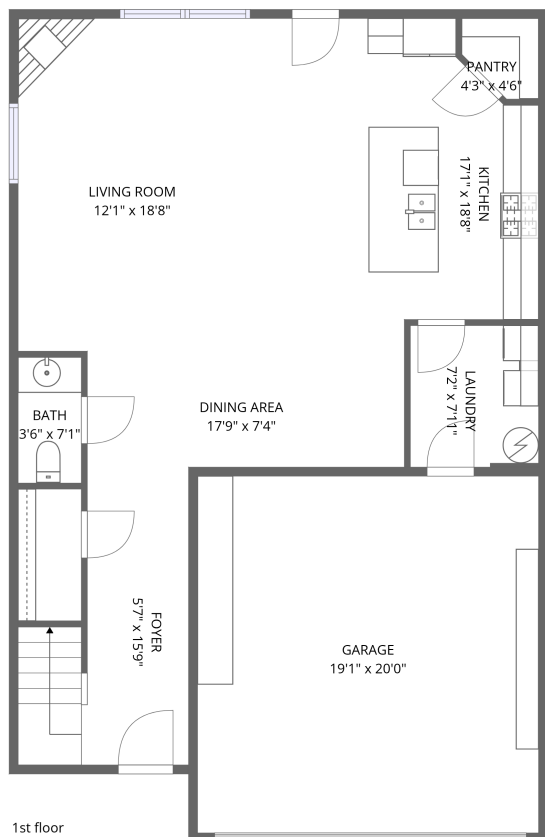 PANTRY
4'3" x 4'6"
LIVING ROOM
12'1" x 18'8"
KITCHEN
17'1" x 18'8"
BATH
3'6" x 7'1"
DINING AREA
17'9" x 7'4"
LAUNDRY
7'2" x 7'11"
FOYER
5'7" x 15'9"
GARAGE
19'1" x 20'0"
1st floor